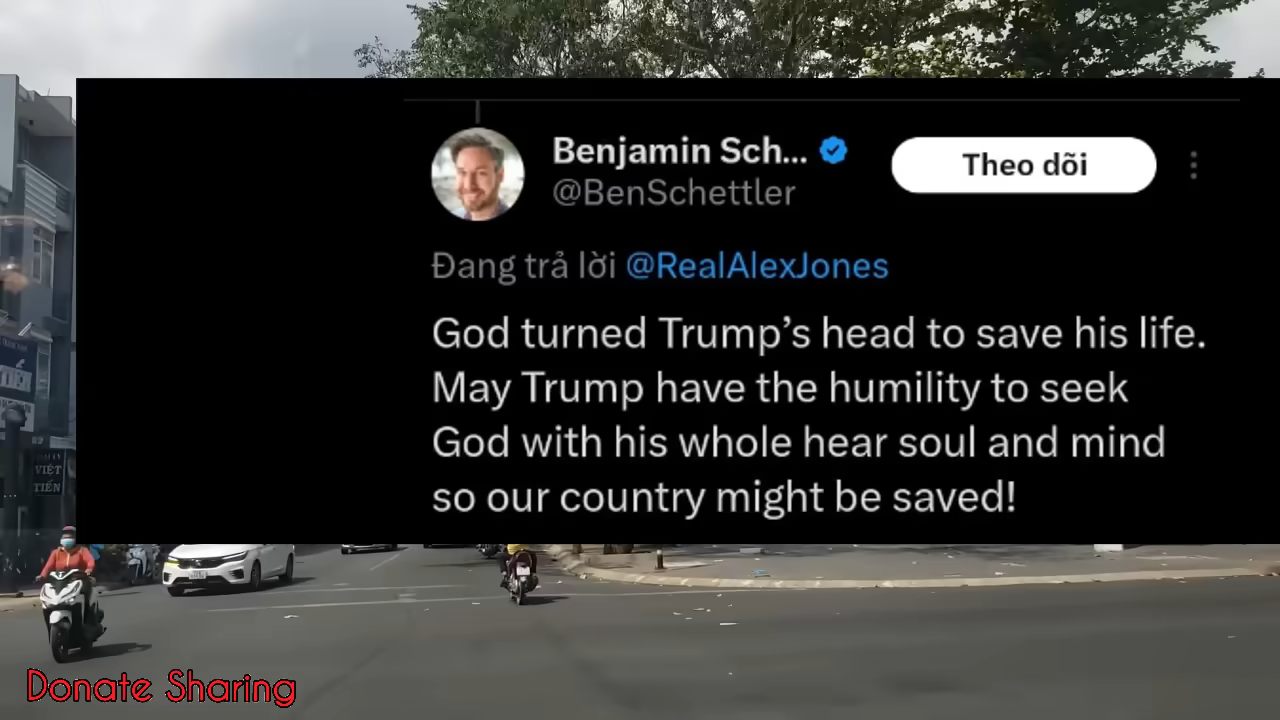 Benjamin Sch...
@BenSchettler
Theo dõi
Đang trả lời @RealAlexJones
God turned Trump’s head to save his life.
May Trump have the humility to seek
God with his whole hear soul and mind
so our country might be saved!
VIỆT
TIẾN
Donate Sharing